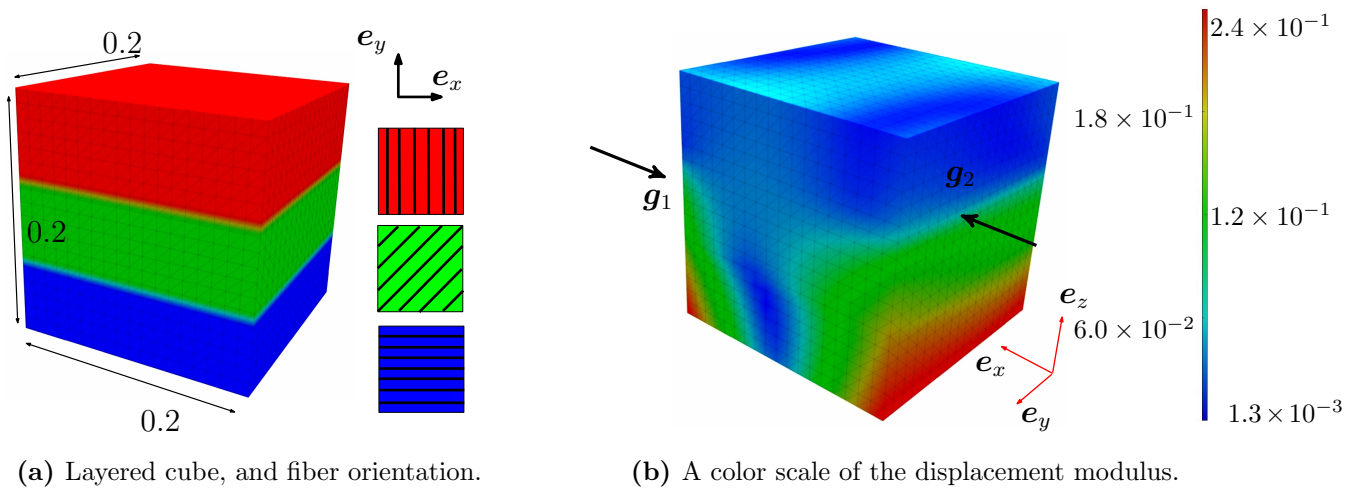 0.2
e_y
e_x
0.2
0.2
(a) Layered cube, and fiber orientation.
g_1
g_2
e_z
e_x
e_y
2.4 × 10^{-1}
1.8 × 10^{-1}
1.2 × 10^{-1}
6.0 × 10^{-2}
1.3 × 10^{-3}
(b) A color scale of the displacement modulus.